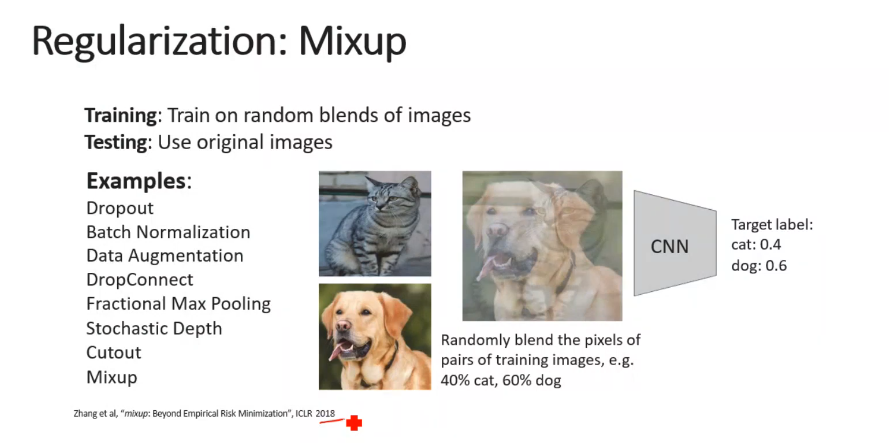 Regularization: Mixup
Training: Train on random blends of images
Testing: Use original images
Examples:
Dropout
Batch Normalization
Data Augmentation
DropConnect
Fractional Max Pooling
Stochastic Depth
Cutout
Mixup
Randomly blend the pixels of
pairs of training images, e.g.
40% cat, 60% dog
CNN
Target label:
cat: 0.4
dog: 0.6
Zhang et al, “mixup: Beyond Empirical Risk Minimization”, ICLR 2018